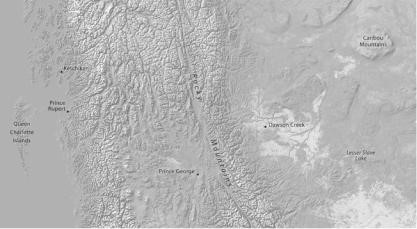 Caribou
Mountains
Ketchikan
Rocky
Prince
Rupert
Queen
Charlotte
Islands
Dawson Creek
Mountains
Lesser Slave
Lake
Prince George